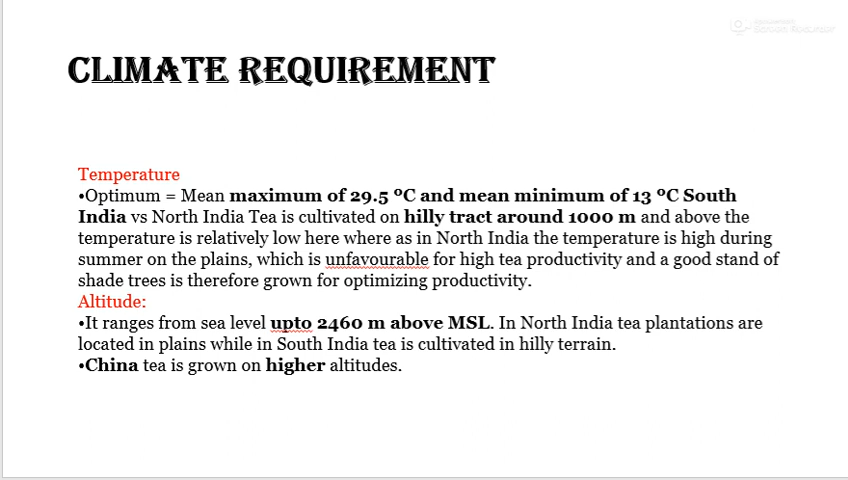 CLIMATE REQUIREMENT
Temperature
•Optimum = Mean maximum of 29.5 ºC and mean minimum of 13 ºC South
India vs North India Tea is cultivated on hilly tract around 1000 m and above the
temperature is relatively low here where as in North India the temperature is high during
summer on the plains, which is unfavourable for high tea productivity and a good stand of
shade trees is therefore grown for optimizing productivity.
Altitude:
•It ranges from sea level upto 2460 m above MSL. In North India tea plantations are
located in plains while in South India tea is cultivated in hilly terrain.
•China tea is grown on higher altitudes.